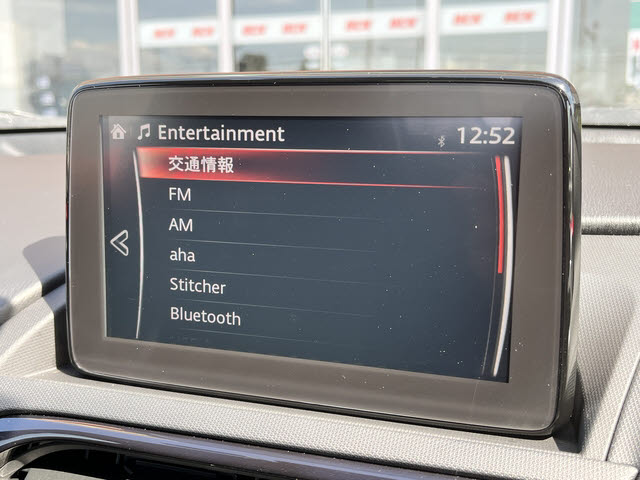 Entertainment
12:52
交通情報
FM
AM
aha
Stitcher
Bluetooth